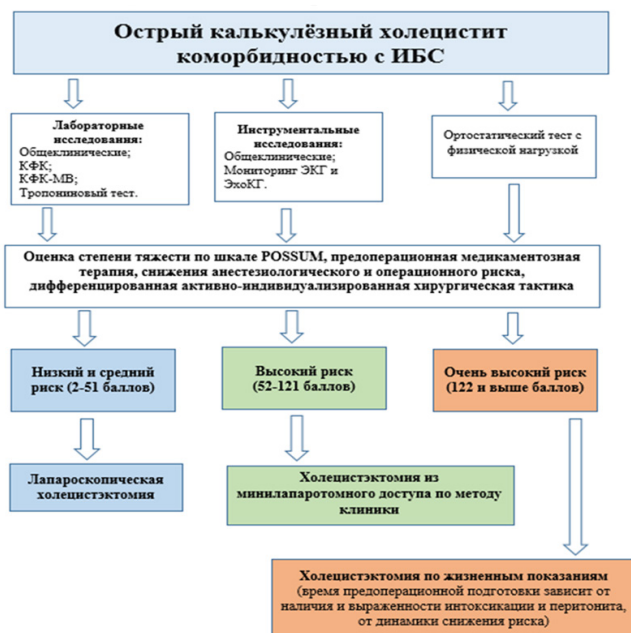 Острый калькулёзный холецистит
коморбидностью с ИБС
Лабораторные
исследования:
Общеклинические;
КФК;
КФК-МВ;
Тропониновый тест.
Инструментальные
исследования:
Общеклинические;
Мониторинг ЭКГ и
ЭхоКГ.
Ортостатический тест с
физической нагрузкой
Оценка степени тяжести по шкале POSSUM, предоперационная медикаментозная
терапия, снижения анестезиологического и операционного риска,
дифференцированная активно-индивидуализированная хирургическая тактика
Низкий и средний
риск (2-51 баллов)
Высокий риск
(52-121 баллов)
Очень высокий риск
(122 и выше баллов)
Лапароскопическая
холецистэктомия
Холецистэктомия из
минилапаротомного доступа по методу
клиники
Холецистэктомия по жизненным показаниям
(время предоперационной подготовки зависит от
наличия и выраженности интоксикации и перитонита,
от динамики снижения риска)